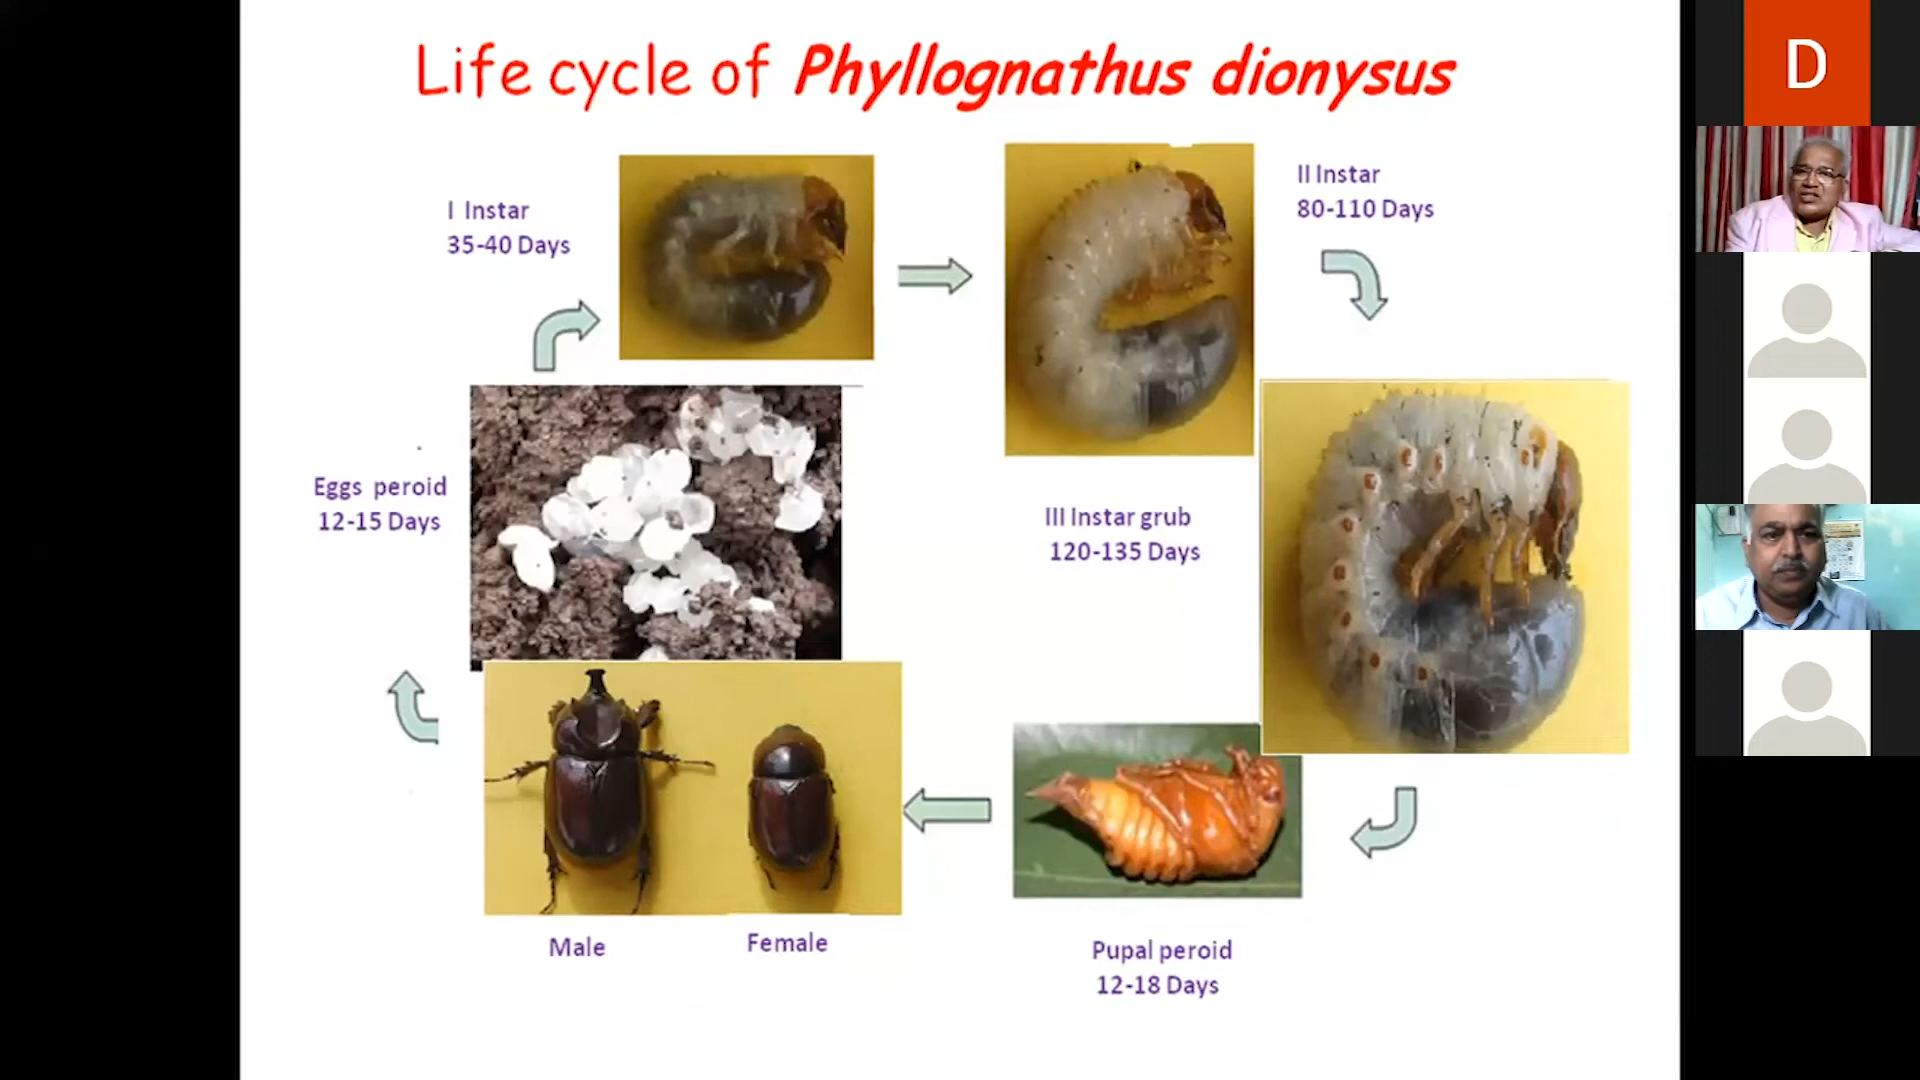 Life cycle of Phyllognathus dionysus
I Instar
35-40 Days
II Instar
80-110 Days
Eggs peroid
12-15 Days
III Instar grub
120-135 Days
Male
Female
Pupal peroid
12-18 Days
D